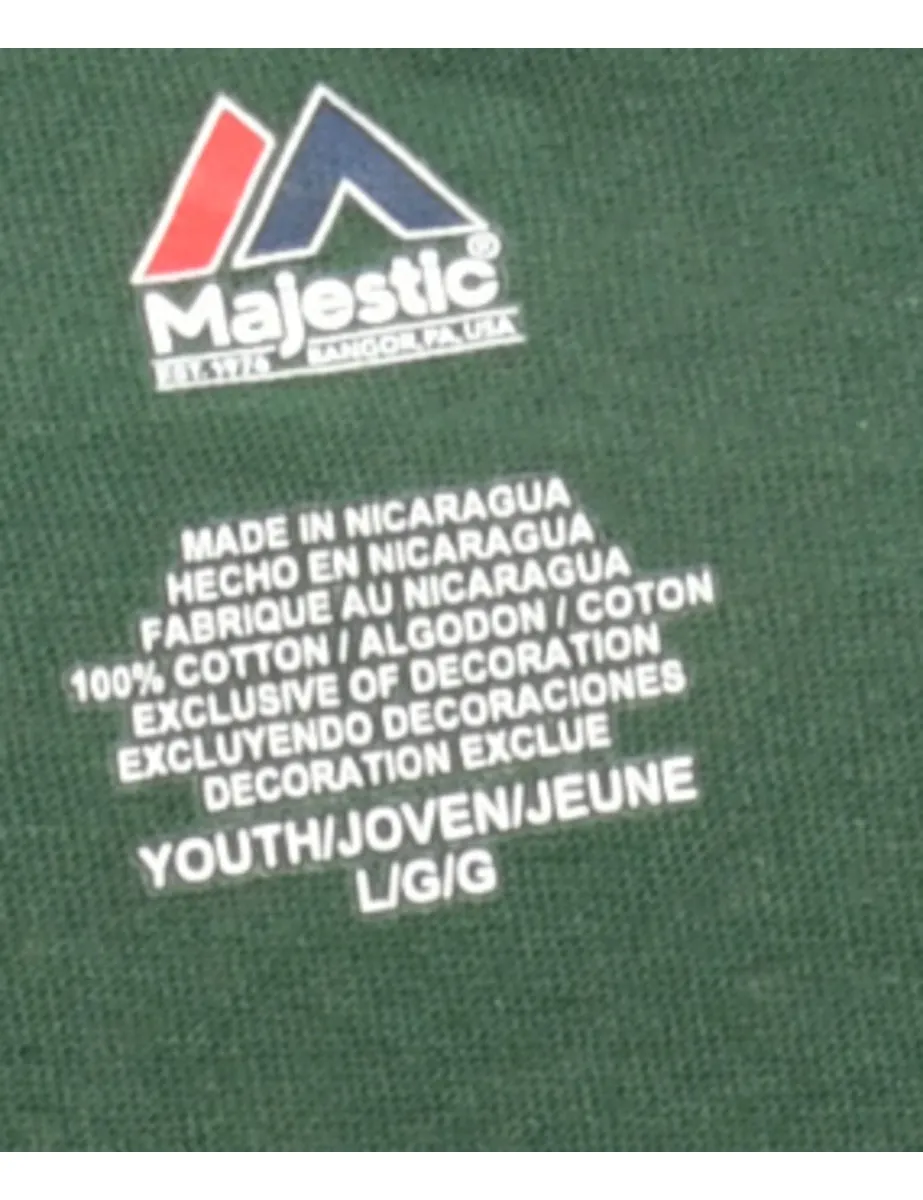 Majestic®
EST. 1976 BANGOR, PA, USA
MADE IN NICARAGUA
HECHO EN NICARAGUA
FABRIQUE AU NICARAGUA
100% COTTON / ALGODON / COTON
EXCLUSIVE OF DECORATION
EXCLUYENDO DECORACIONES
DECORATION EXCLUE
YOUTH/JOVEN/JEUNE
L/G/G